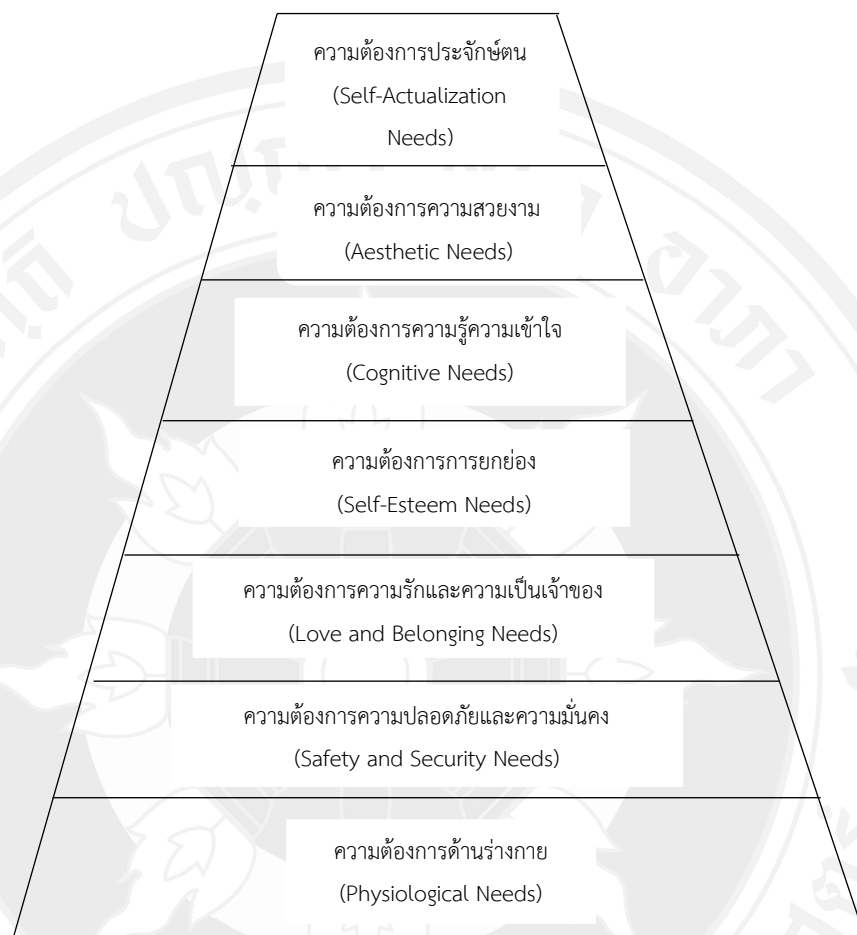 ความต้องการประจักษ์ตน
(Self-Actualization
Needs)
ความต้องการความสวยงาม
(Aesthetic Needs)
ความต้องการความรู้ความเข้าใจ
(Cognitive Needs)
ความต้องการการยกย่อง
(Self-Esteem Needs)
ความต้องการความรักและความเป็นเจ้าของ
(Love and Belonging Needs)
ความต้องการความปลอดภัยและความมั่นคง
(Safety and Security Needs)
ความต้องการด้านร่างกาย
(Physiological Needs)